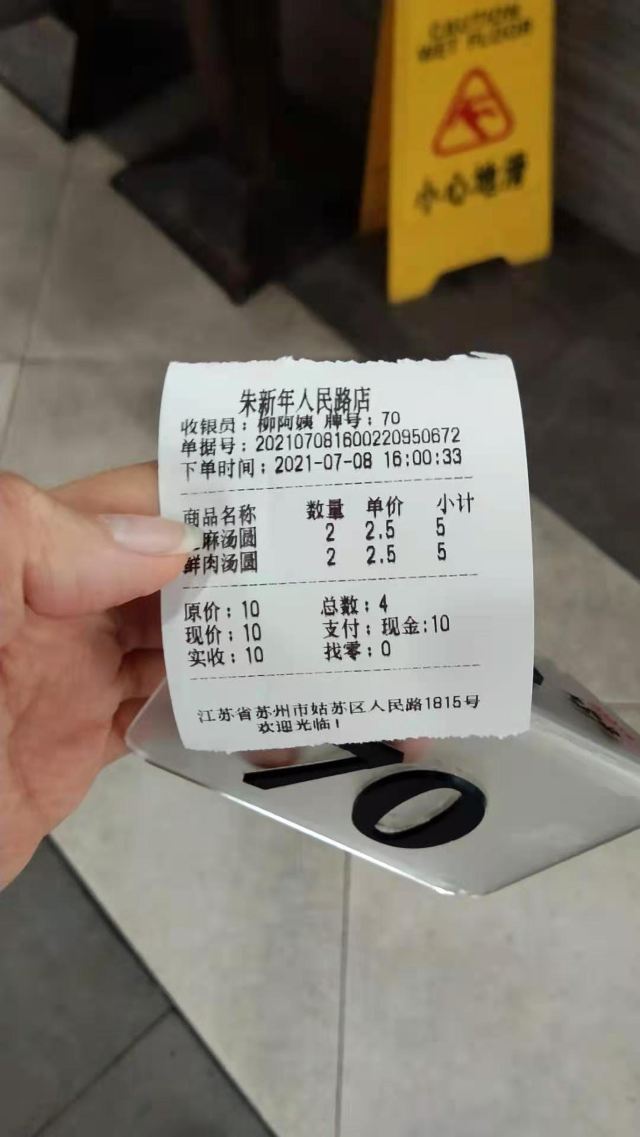 CAUTION
WET FLOOR
小心地滑
朱新年人民路店
收银员：柳阿姨 牌号：70
单据号：202107081600220950672
下单时间：2021-07-08 16:00:33
商品名称 数量 单价 小计
麻汤圆 2 2.5 5
鲜肉汤圆 2 2.5 5
原价：10 总数：4
现价：10 支付：现金:10
实收：10 找零：0
江苏省苏州市姑苏区人民路1815号
欢迎光临！
70